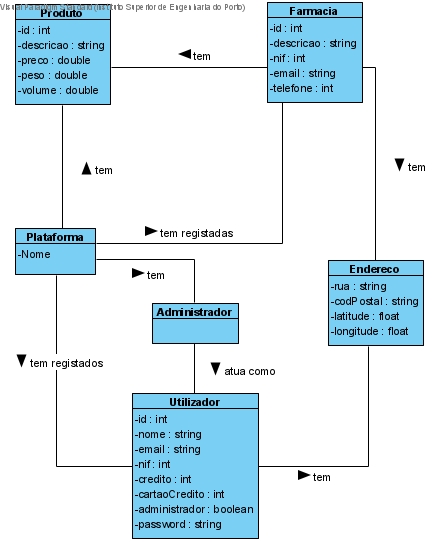 Visual Paradigm Standard (Instituto Superior de Engenharia do Porto)
Produto
-id : int
-descricao : string
-preco : double
-peso : double
-volume : double
Farmacia
-id : int
-descricao : string
-nif : int
-email : string
-telefone : int
tem
tem
tem
Plataforma
-Nome
tem registadas
tem
Administrador
Endereco
-rua : string
-codPostal : string
-latitude : float
-longitude : float
tem registados
atua como
Utilizador
-id : int
-nome : string
-email : string
-nif : int
-credito : int
-cartaoCredito : int
-administrador : boolean
-password : string
tem